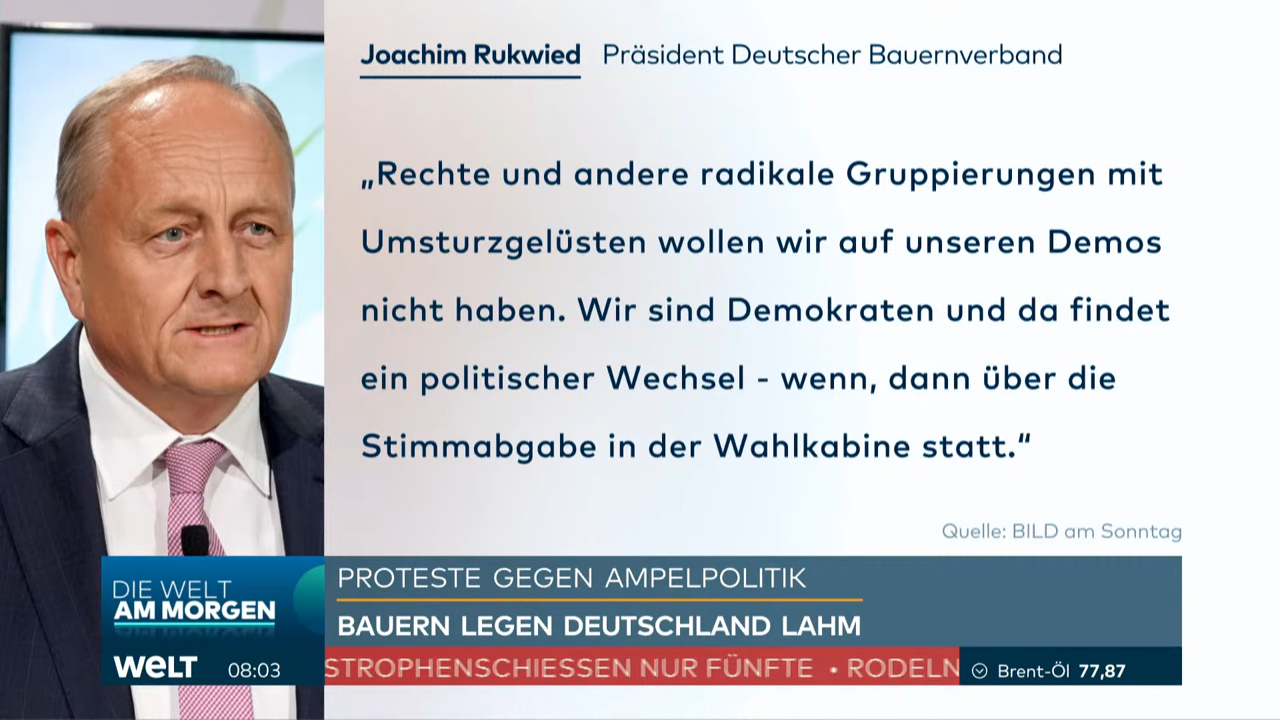 Joachim Rukwied Präsident Deutscher Bauernverband
„Rechte und andere radikale Gruppierungen mit
Umsturzgelüsten wollen wir auf unseren Demos
nicht haben. Wir sind Demokraten und da findet
ein politischer Wechsel - wenn, dann über die
Stimmabgabe in der Wahlkabine statt.“
Quelle: BILD am Sonntag
DIE WELT
AM MORGEN
PROTESTE GEGEN AMPELPOLITIK
BAUERN LEGEN DEUTSCHLAND LAHM
welt 08:03
STROPHENSCHIESSEN NUR FÜNFTE • RODELN
Brent-Öl 77,87